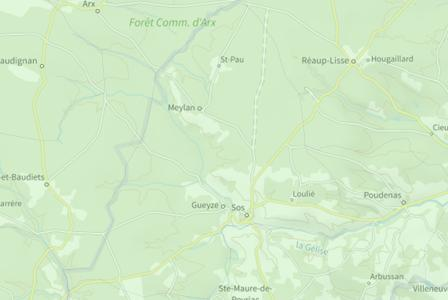 Arx
Forêt Comm. d'Arx
St-Pau
Réaup-Lisse
Hougaillard
audignan
Meylan
Cieu
et-Baudiets
Loulié
Poudenas
arrère
Gueyze
Sos
la Gélise
Arbussan
Ste-Maure-de-
Peyriac
Villeneuv